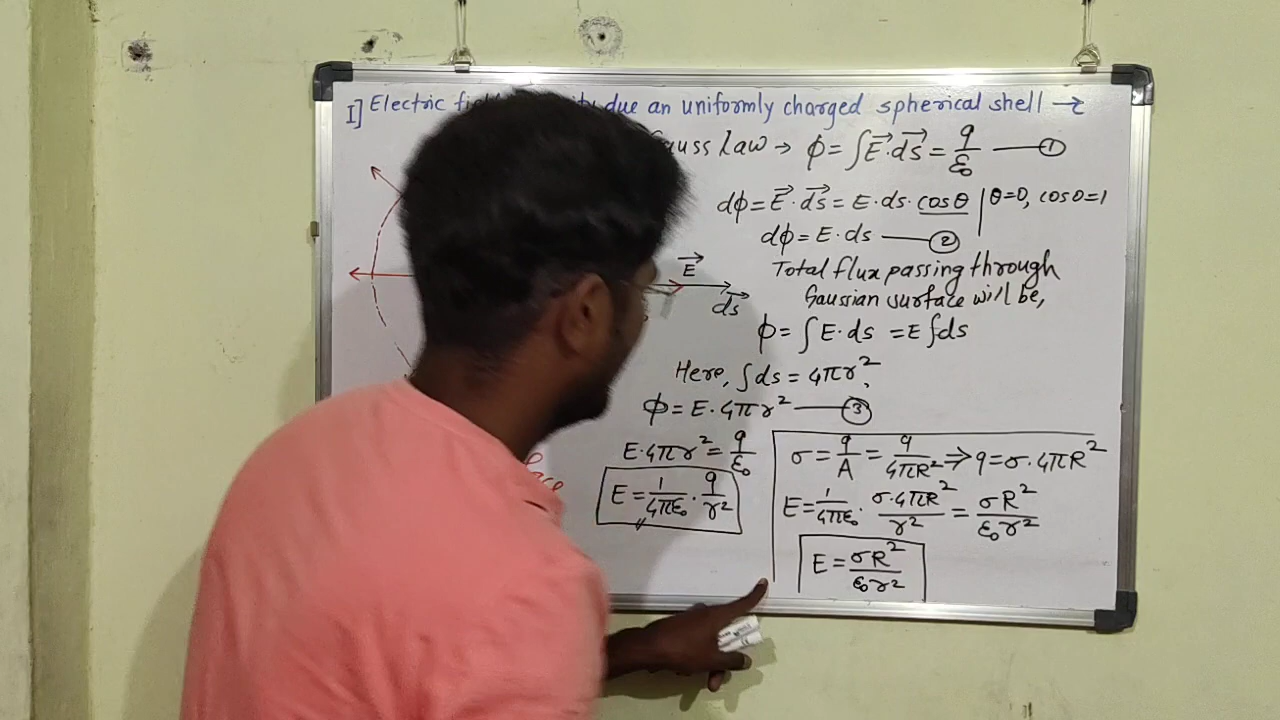 I] Electric due an uniformly charged spherical shell →
Gauss Law → ϕ = ∫E⃗·ds⃗ = q/ε₀ —— ①
dϕ = E⃗·ds⃗ = E·ds·cosθ | θ=0, cosθ=1
dϕ = E·ds —— ②
E⃗
ds⃗
Total flux passing through
Gaussian surface will be,
ϕ = ∫E·ds = E∫ds
Here, ∫ds = 4πr²,
ϕ = E·4πr² —— ③
E·4πr² = q/ε₀
E = 1/4πε₀ · q/r²
σ = q/A = q/4πR² ⇒ q = σ·4πR²
E = 1/4πε₀ · σ·4πR²/r² = σR²/ε₀r²
E = σR²/ε₀r²